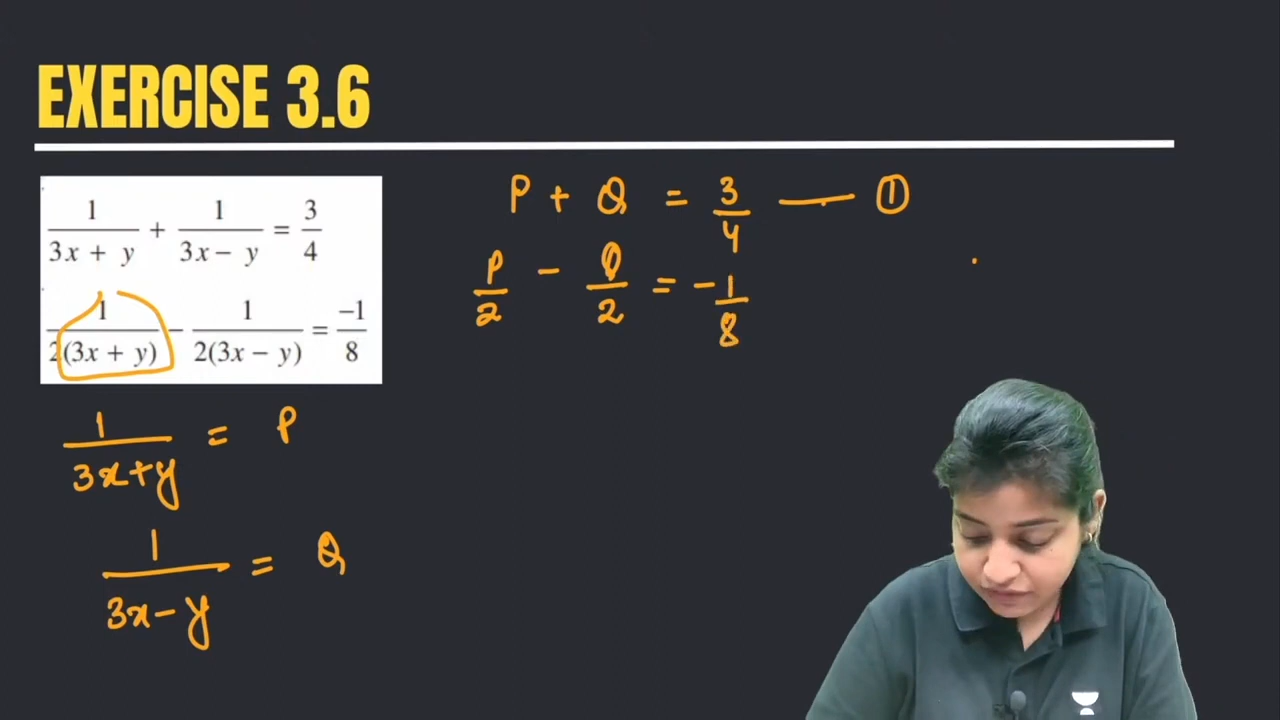 EXERCISE 3.6
1/(3x + y) + 1/(3x − y) = 3/4
1/(2(3x + y)) − 1/(2(3x − y)) = −1/8
1/(3x+y) = P
1/(3x−y) = Q
P + Q = 3/4 — ①
P/2 − Q/2 = −1/8